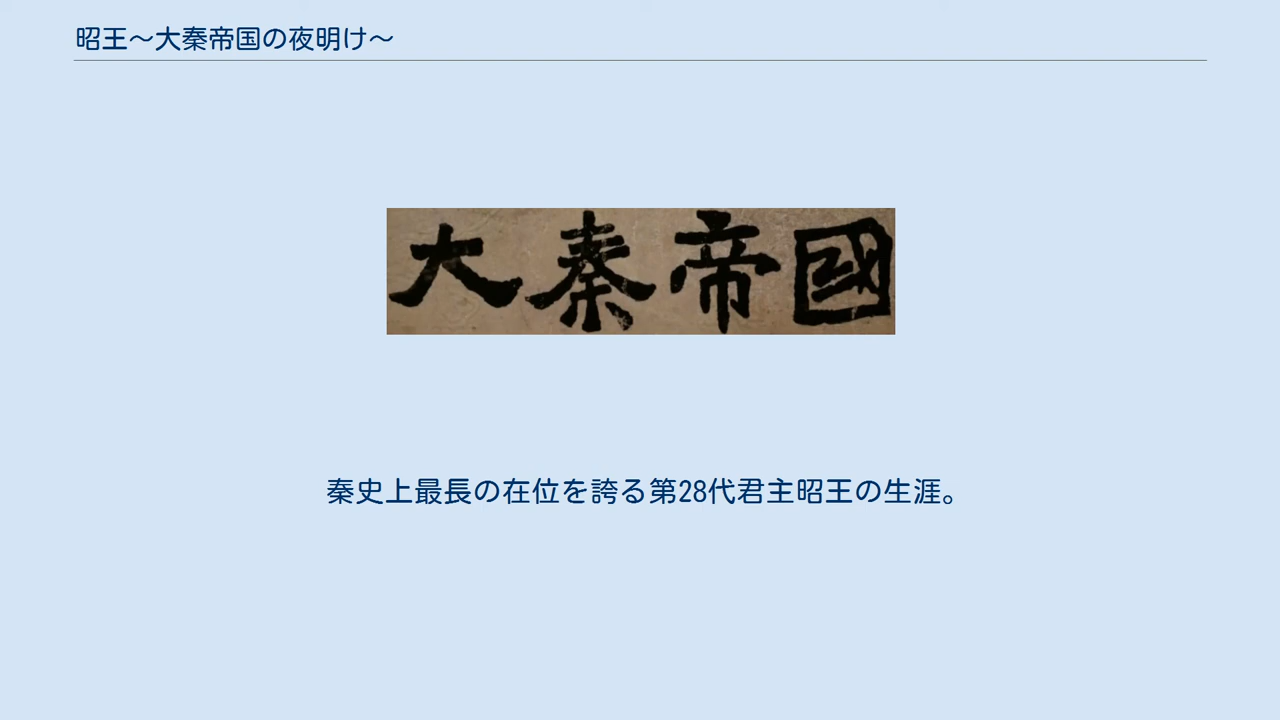 昭王～大秦帝国の夜明け～
大秦帝國
秦史上最長の在位を誇る第28代君主昭王の生涯。